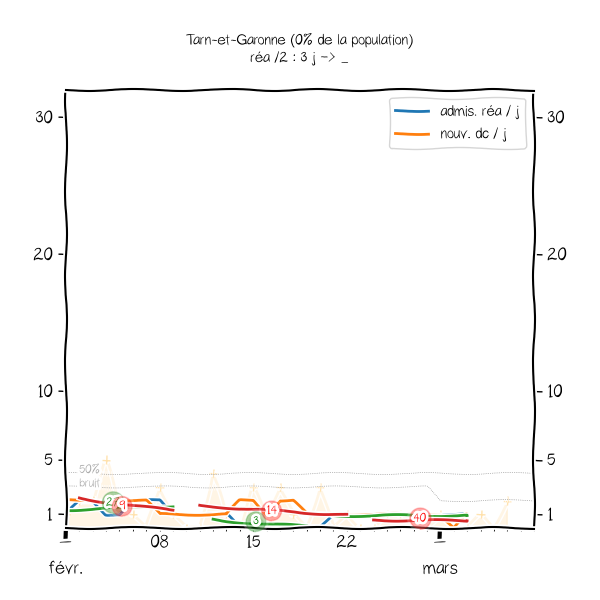 Tarn-et-Garonne (0% de la population)
réa /2 : 3 j -> _
admis. réa / j
nouv. dc / j
30
30
20
20
10
10
5
5
50%
bruit
9
14
3
40
1
1
08
15
22
févr.
mars